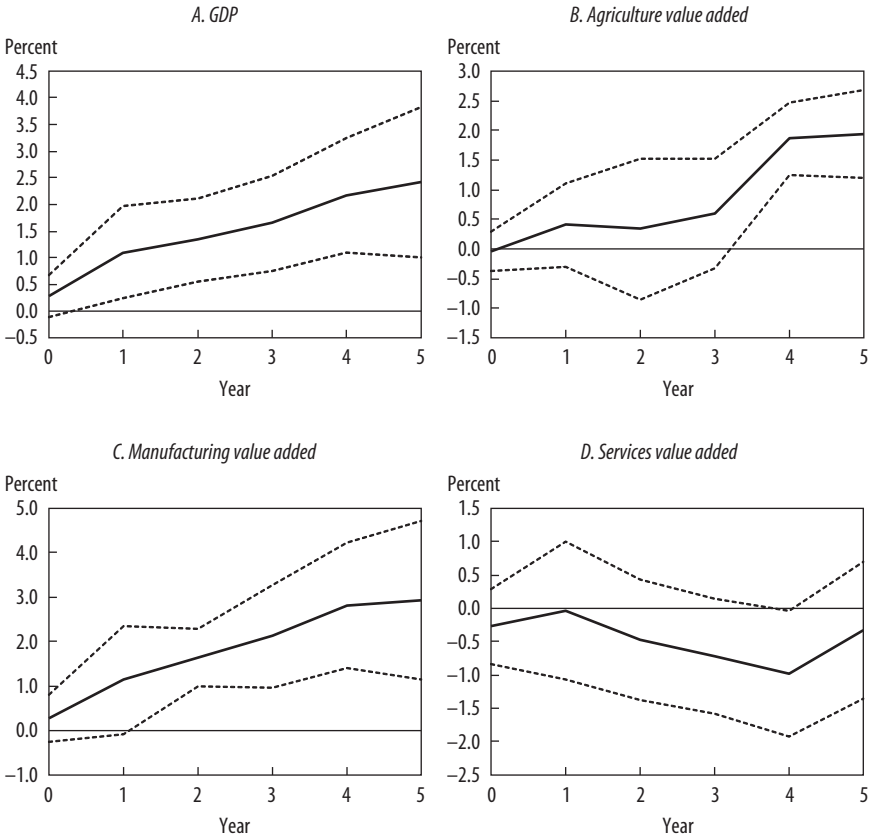 A. GDP
Percent
4.5
4.0
3.5
3.0
2.5
2.0
1.5
1.0
0.5
0.0
–0.5
0 1 2 3 4 5
Year
B. Agriculture value added
Percent
3.0
2.5
2.0
1.5
1.0
0.5
0.0
–0.5
–1.0
–1.5
0 1 2 3 4 5
Year
C. Manufacturing value added
Percent
5.0
4.0
3.0
2.0
1.0
0.0
–1.0
0 1 2 3 4 5
Year
D. Services value added
Percent
1.5
1.0
0.5
0.0
–0.5
–1.0
–1.5
–2.0
–2.5
0 1 2 3 4 5
Year